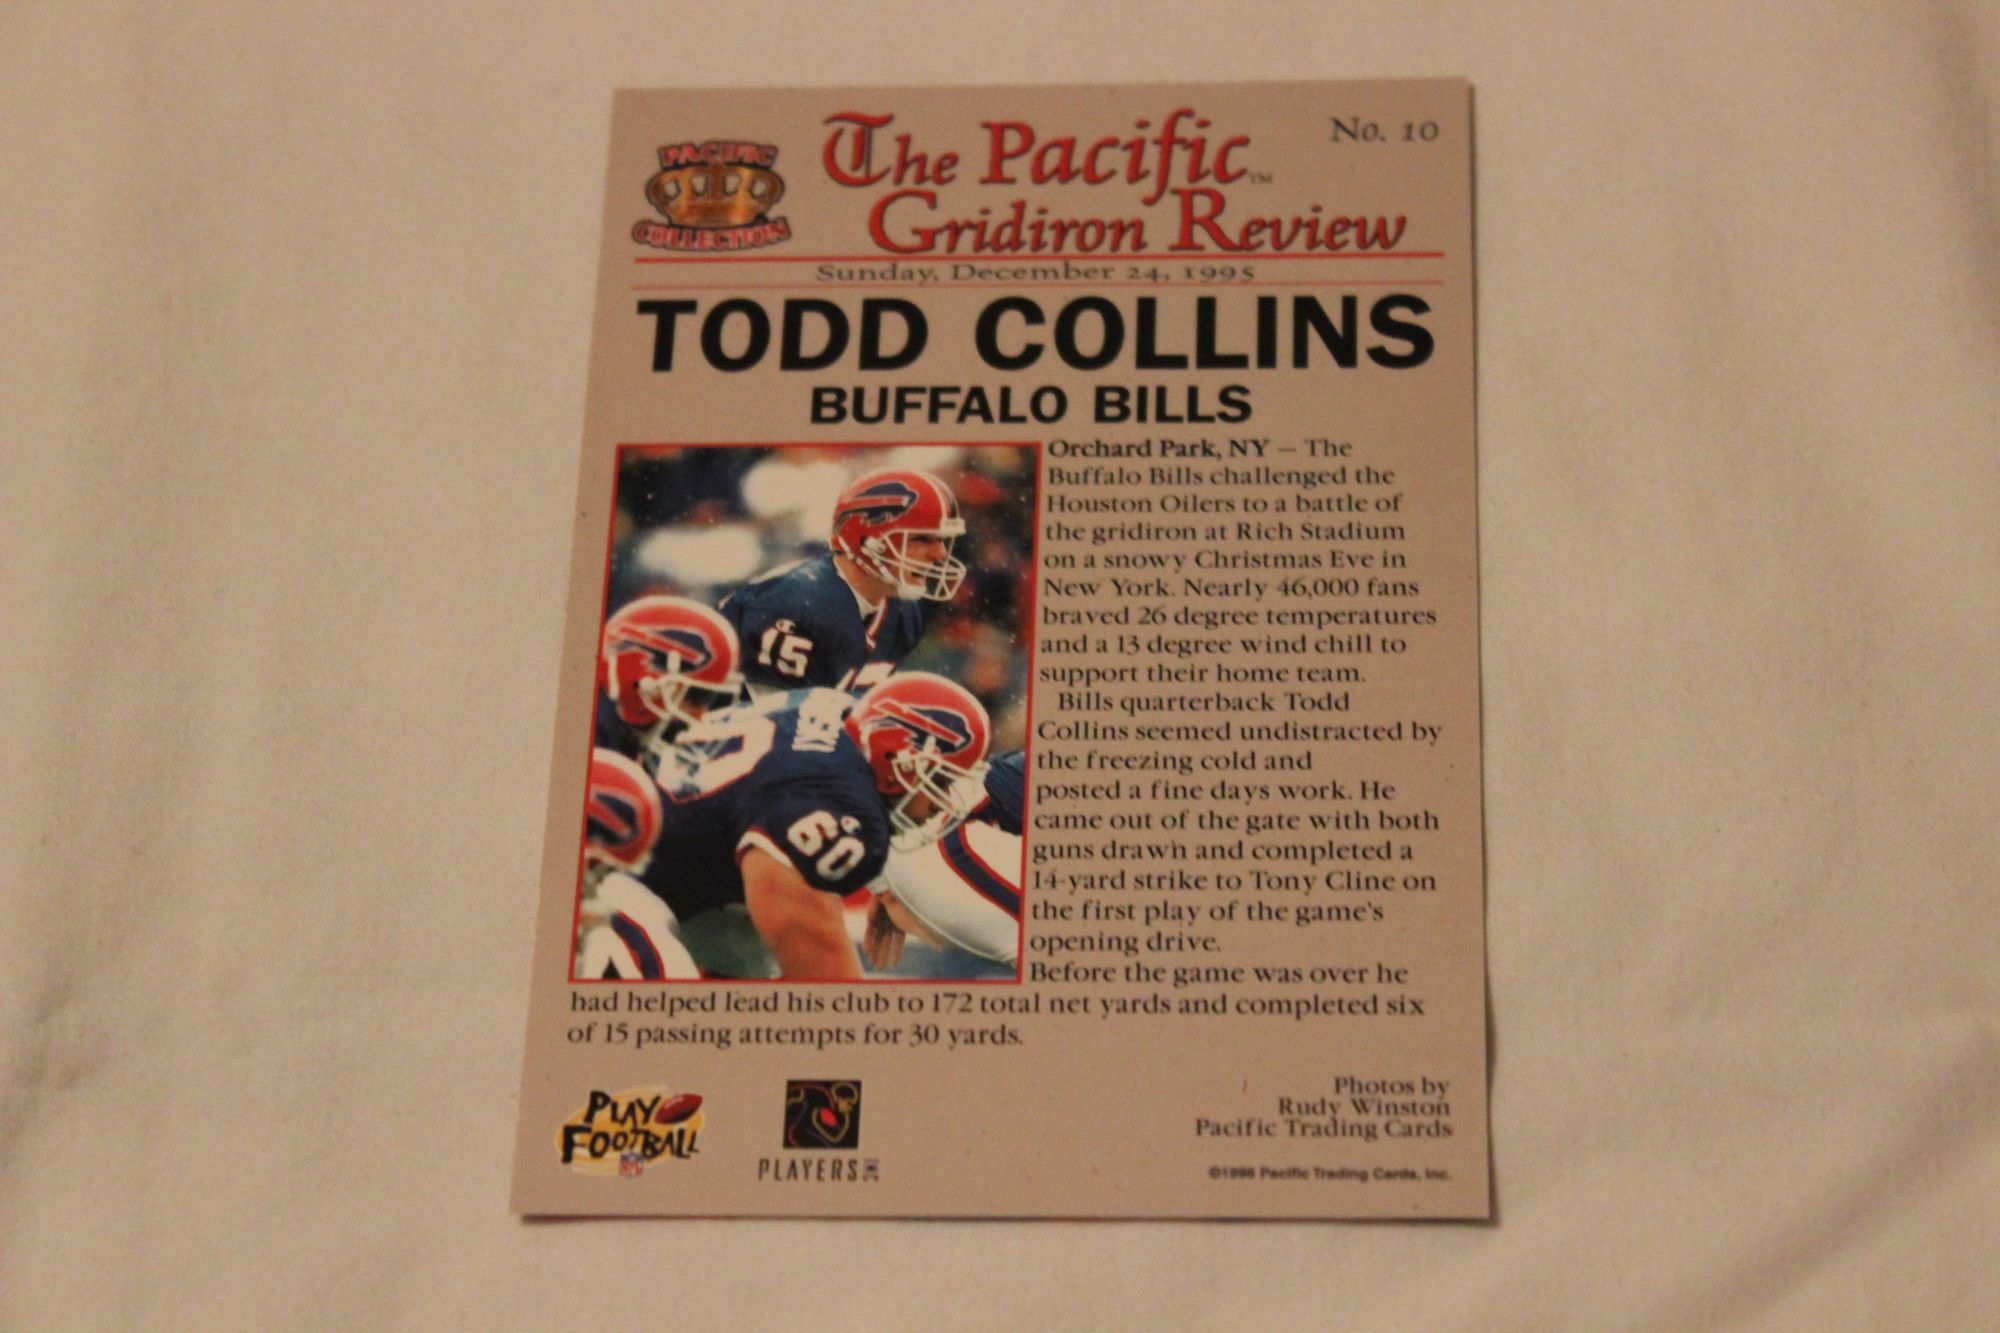 PACIFIC
COLLECTION
The Pacific™
Gridiron Review
No. 10
Sunday, December 24, 1995
TODD COLLINS
BUFFALO BILLS
15
60
Orchard Park, NY — The
Buffalo Bills challenged the
Houston Oilers to a battle of
the gridiron at Rich Stadium
on a snowy Christmas Eve in
New York. Nearly 46,000 fans
braved 26 degree temperatures
and a 13 degree wind chill to
support their home team.
Bills quarterback Todd
Collins seemed undistracted by
the freezing cold and
posted a fine days work. He
came out of the gate with both
guns drawn and completed a
14-yard strike to Tony Cline on
the first play of the game's
opening drive.
Before the game was over he
had helped lead his club to 172 total net yards and completed six
of 15 passing attempts for 30 yards.
PLAY
FOOTBALL
NFL
PLAYERS
Photos by
Rudy Winston
Pacific Trading Cards
©1996 Pacific Trading Cards, Inc.